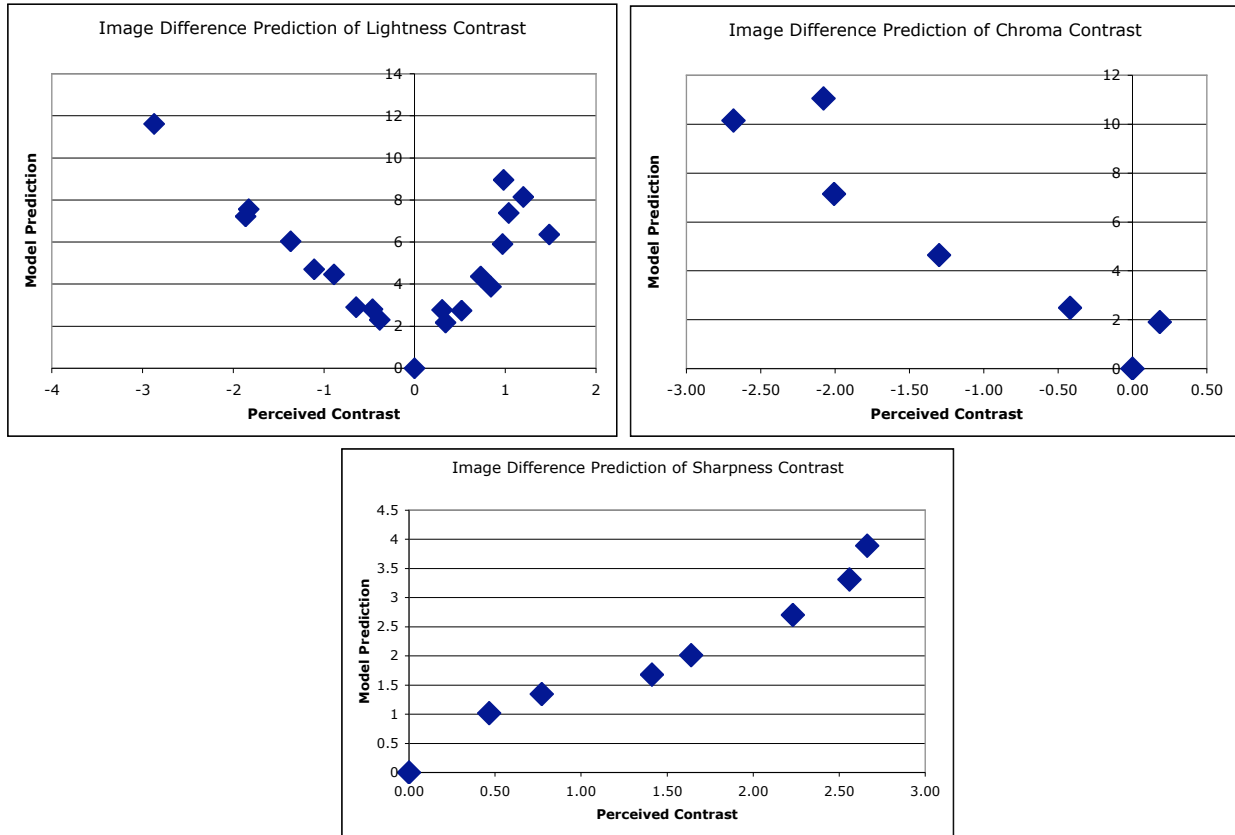 Image Difference Prediction of Lightness Contrast
14
12
10
8
6
4
2
0
-4 -3 -2 -1 0 1 2
Model Prediction
Perceived Contrast
Image Difference Prediction of Chroma Contrast
12
10
8
6
4
2
0
-3.00 -2.50 -2.00 -1.50 -1.00 -0.50 0.00 0.50
Model Prediction
Perceived Contrast
Image Difference Prediction of Sharpness Contrast
4.5
4
3.5
3
2.5
2
1.5
1
0.5
0
0.00 0.50 1.00 1.50 2.00 2.50 3.00
Model Prediction
Perceived Contrast